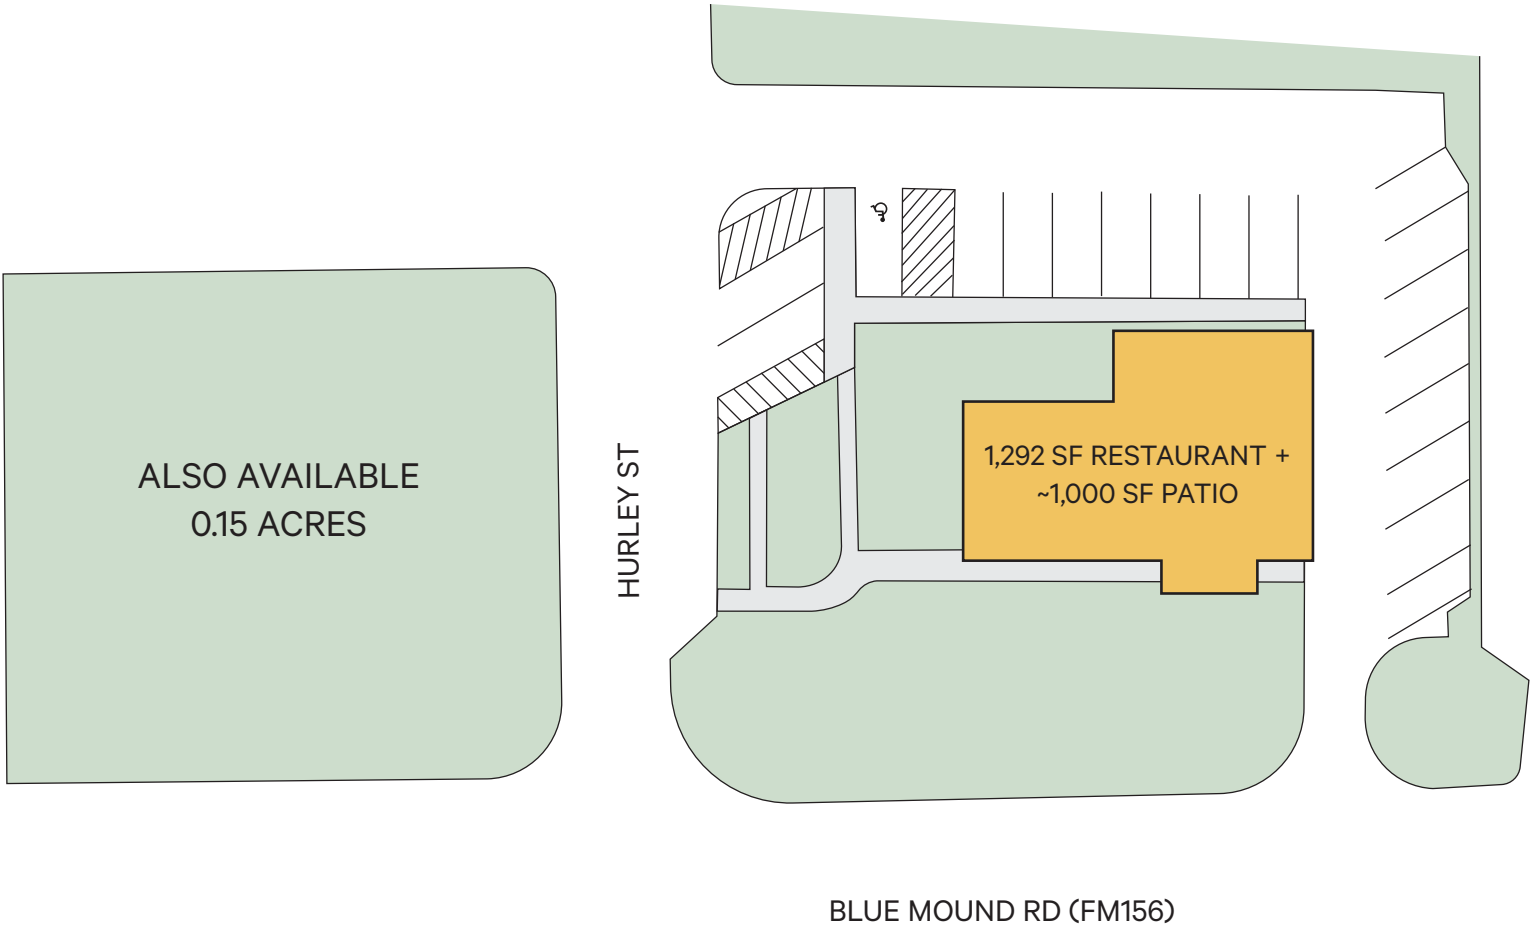 ALSO AVAILABLE
0.15 ACRES
HURLEY ST
1,292 SF RESTAURANT +
~1,000 SF PATIO
BLUE MOUND RD (FM156)